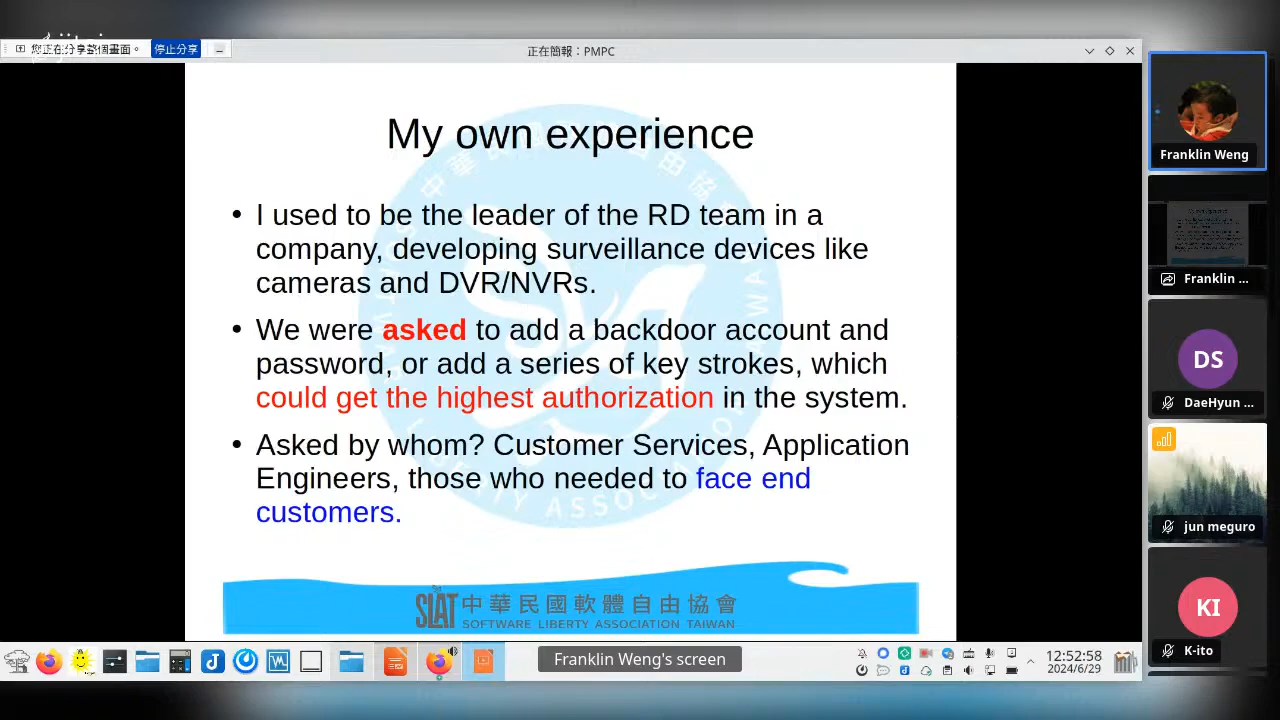 您正在分享整個畫面。
停止分享
正在簡報：PMPC
My own experience
• I used to be the leader of the RD team in a
company, developing surveillance devices like
cameras and DVR/NVRs.
• We were asked to add a backdoor account and
password, or add a series of key strokes, which
could get the highest authorization in the system.
• Asked by whom? Customer Services, Application
Engineers, those who needed to face end
customers.
SLAT 中華民國軟體自由協會
SOFTWARE LIBERTY ASSOCIATION TAIWAN
Franklin Weng's screen
12:52:58
2024/6/29
Franklin Weng
Franklin ...
DS
DaeHyun ...
jun meguro
KI
K-ito